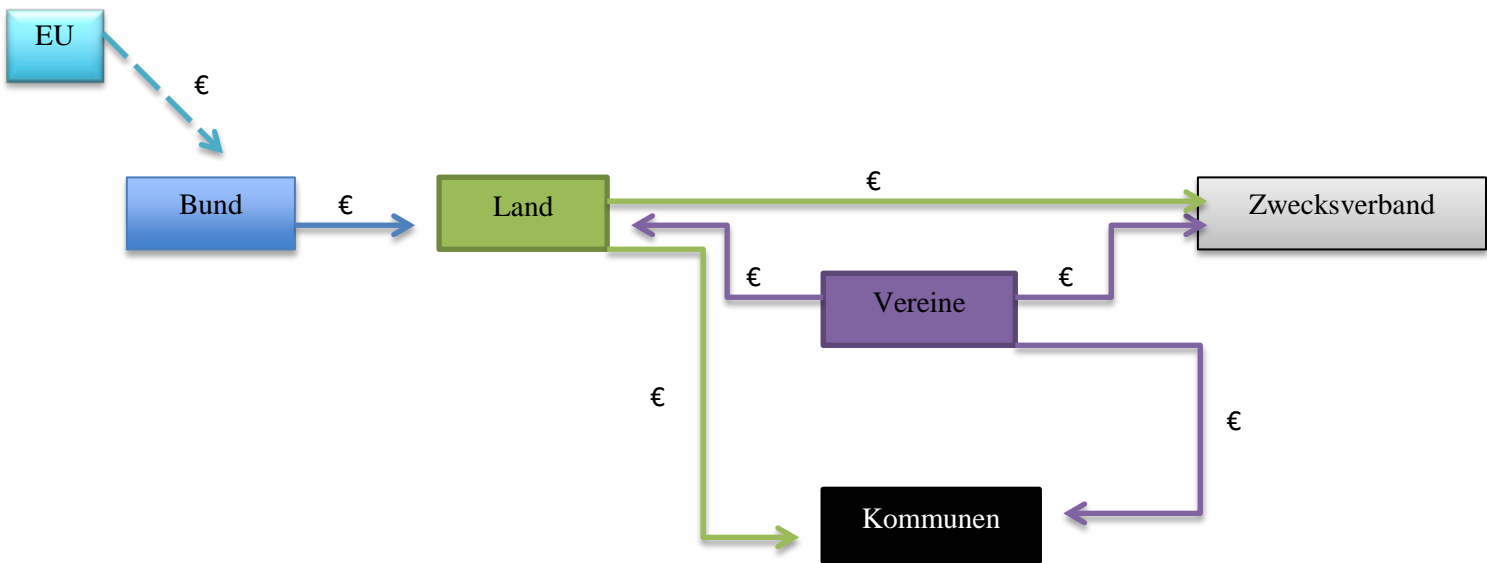 EU
€
Bund
€
Land
€
Zwecksverband
€
Vereine
€
€
€
Kommunen